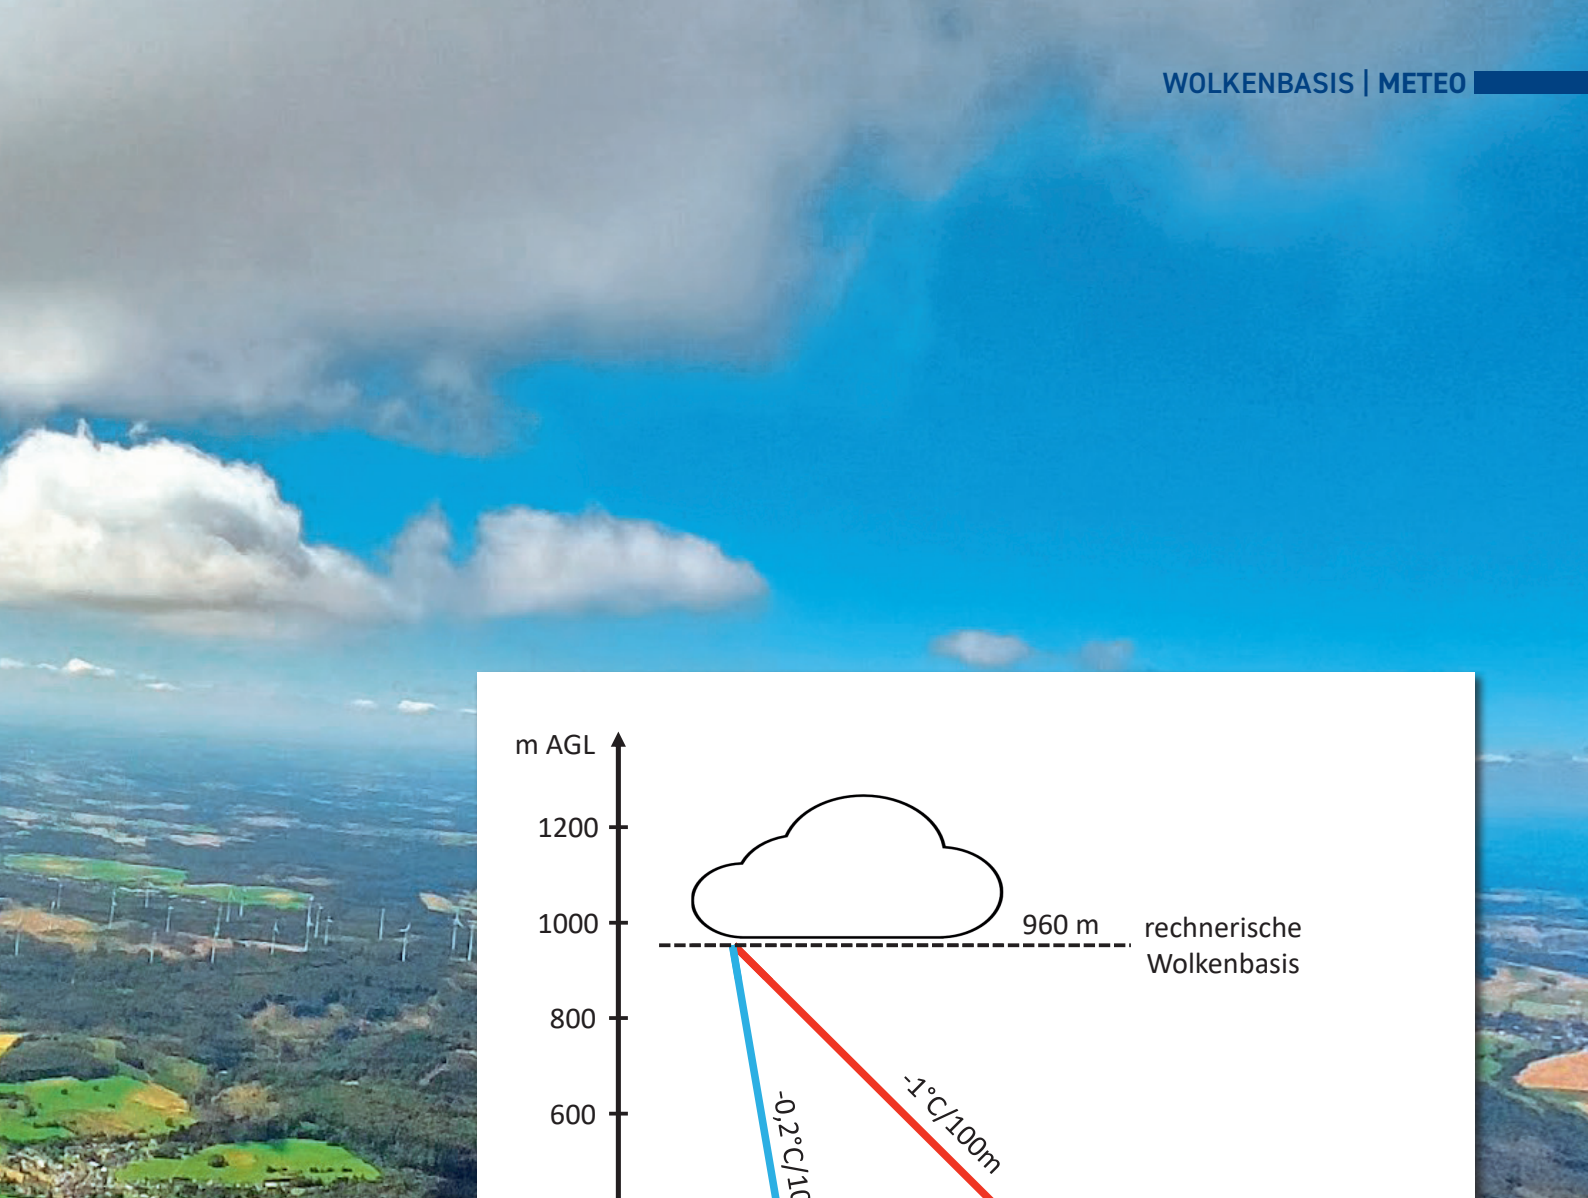 WOLKENBASIS | METEO
m AGL
1200
1000
960 m
rechnerische
Wolkenbasis
800
-1°C/100m
600